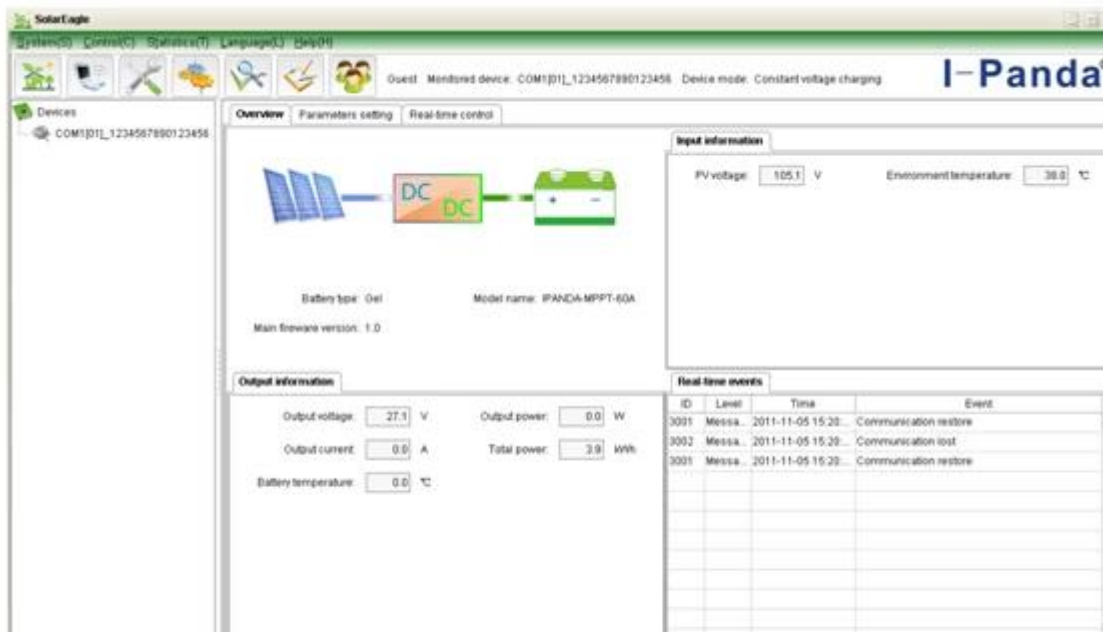 SolarEagle
System(S) Control(C) Statistics(T) Language(L) Help(H)
Guest Monitored device: COM1[01]_1234567890123456 Device mode: Constant voltage charging
I-Panda
Devices
COM1[01]_1234567890123456
Overview Parameters setting Real-time control
DC
DC
+ −
Battery type: Gel Model name: IPANDA-MPPT-60A
Main fireware version: 1.0
Input information
PV voltage: 105.1 V Environment temperature: 38.0 ℃
Output information
Output voltage: 27.1 V Output power: 0.0 W
Output current: 0.0 A Total power: 3.9 kWh
Battery temperature: 0.0 ℃
Real-time events
ID Level Time Event
3001 Messa... 2011-11-05 15:20:... Communication restore
3002 Messa... 2011-11-05 15:20:... Communication lost
3001 Messa... 2011-11-05 15:20:... Communication restore